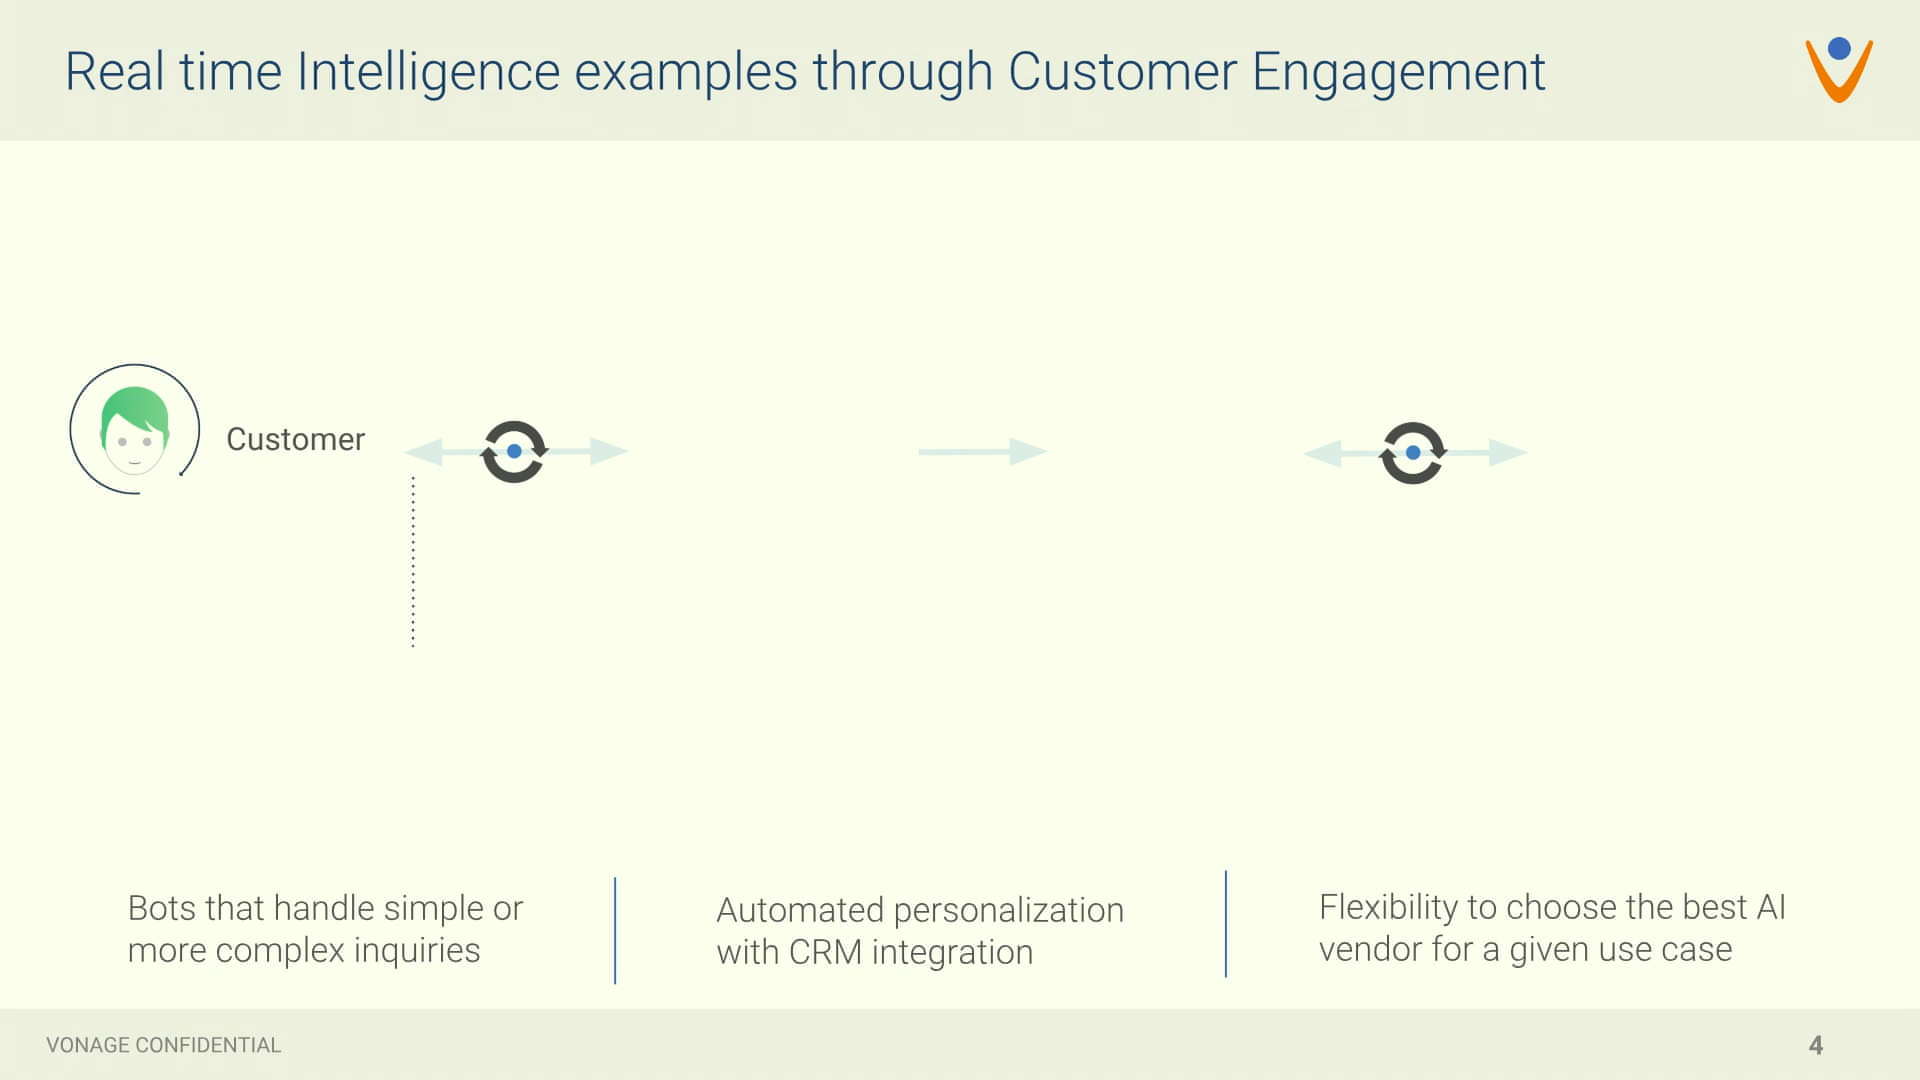 Real time Intelligence examples through Customer Engagement
Customer
Bots that handle simple or
more complex inquiries
Automated personalization
with CRM integration
Flexibility to choose the best AI
vendor for a given use case
VONAGE CONFIDENTIAL
4